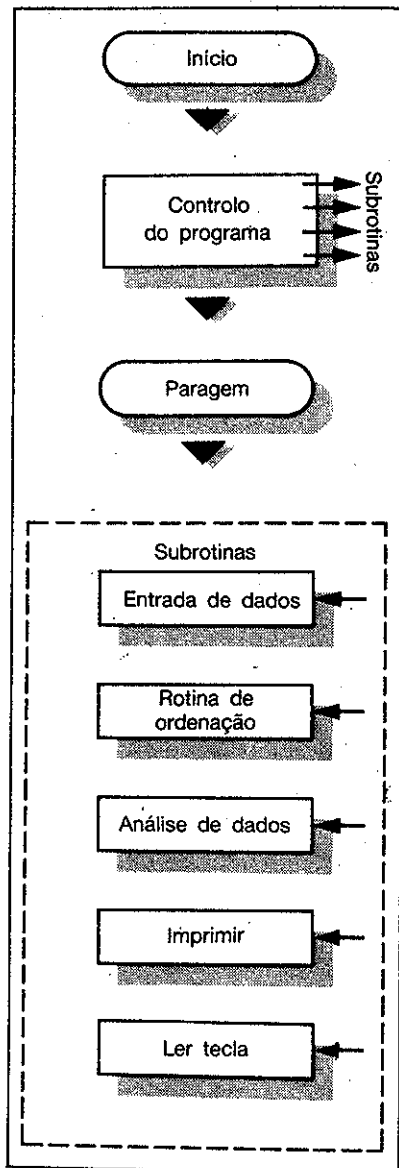 Início
Controlo
do programa
Subrotinas
Paragem
Subrotinas
Entrada de dados
Rotina de
ordenação
Análise de dados
Imprimir
Ler tecla